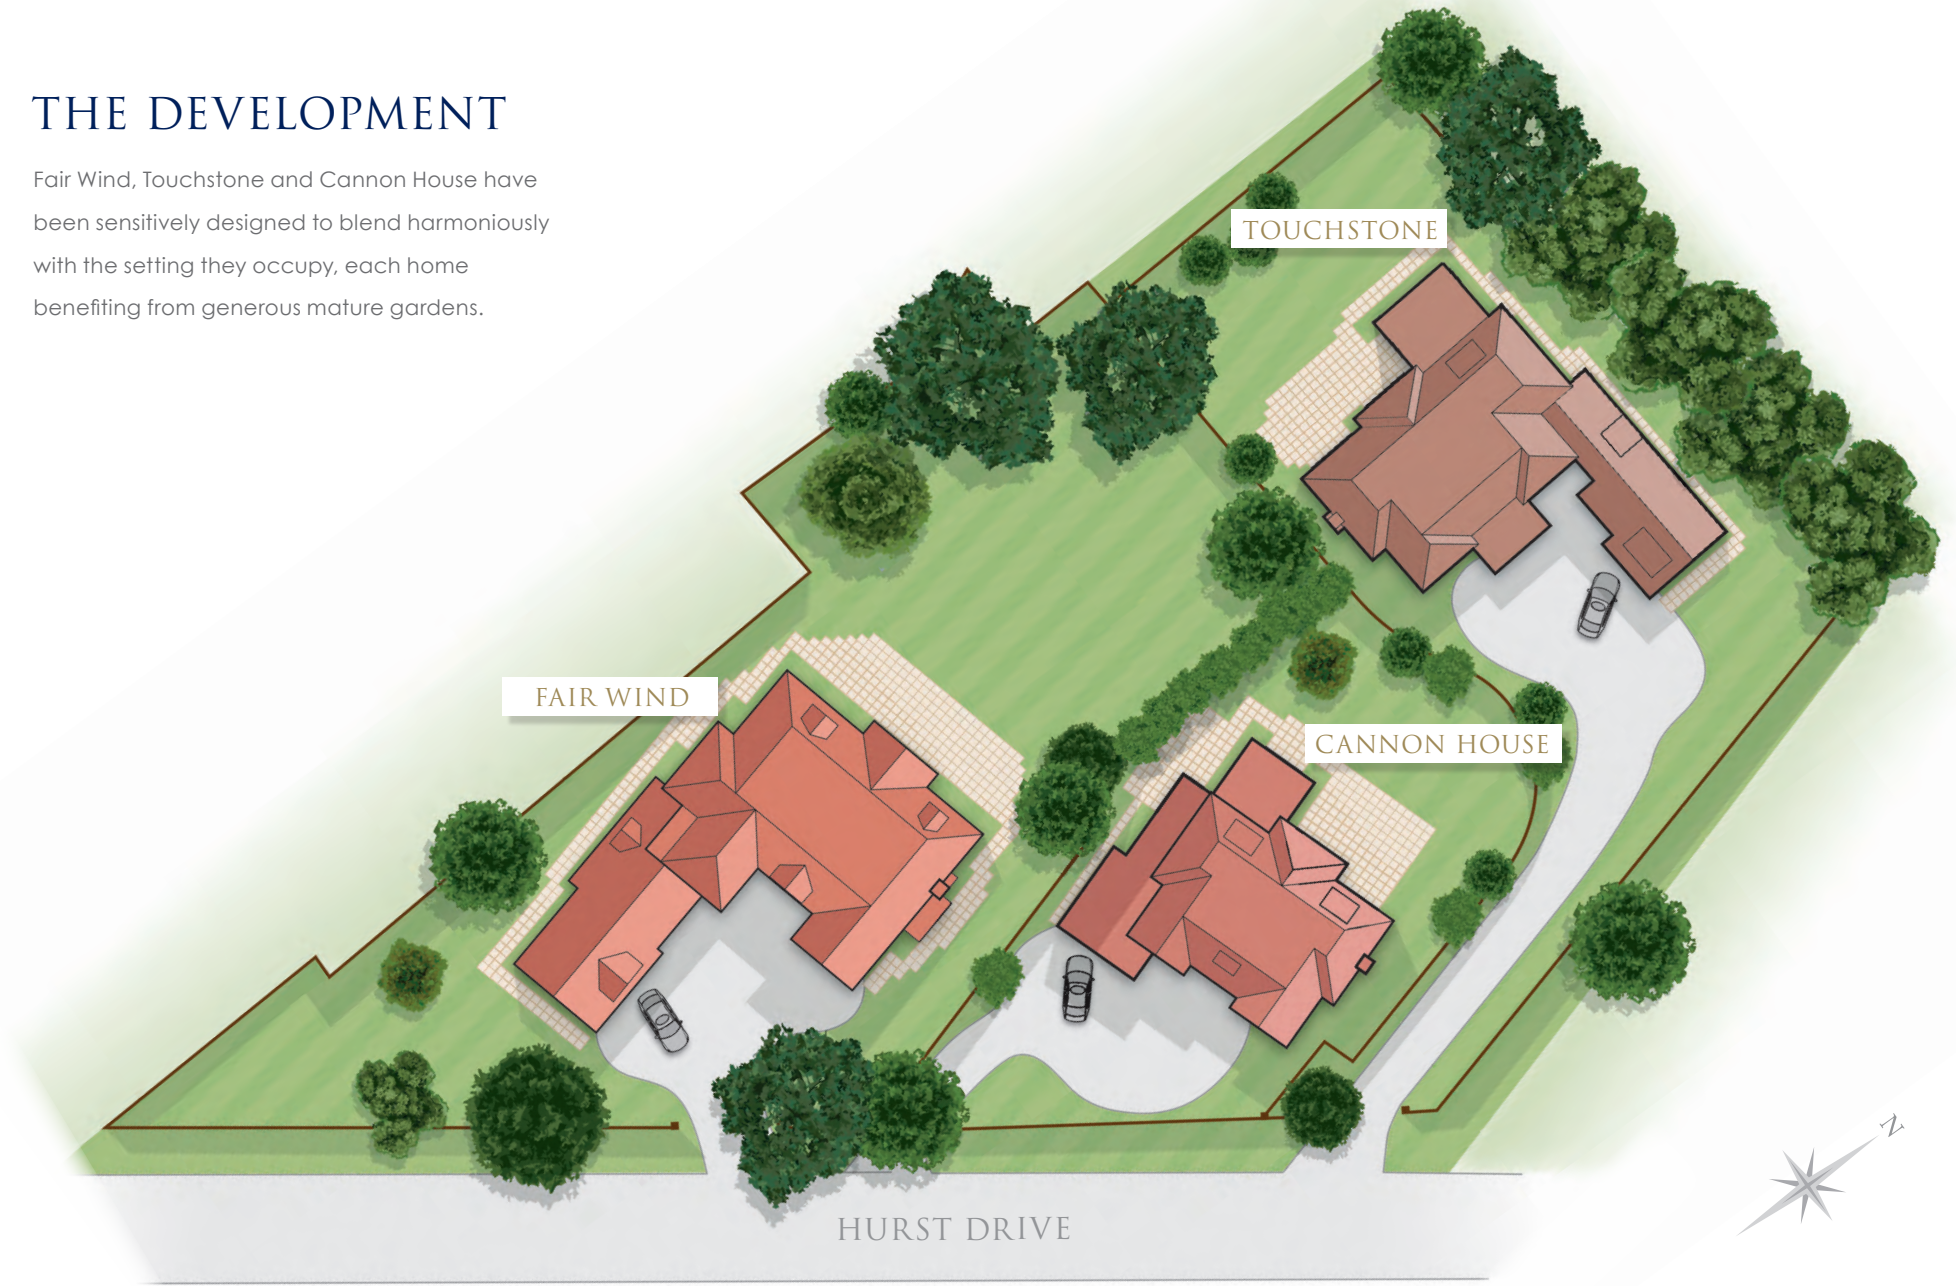 THE DEVELOPMENT
Fair Wind, Touchstone and Cannon House have
been sensitively designed to blend harmoniously
with the setting they occupy, each home
benefiting from generous mature gardens.
TOUCHSTONE
FAIR WIND
CANNON HOUSE
N
HURST DRIVE